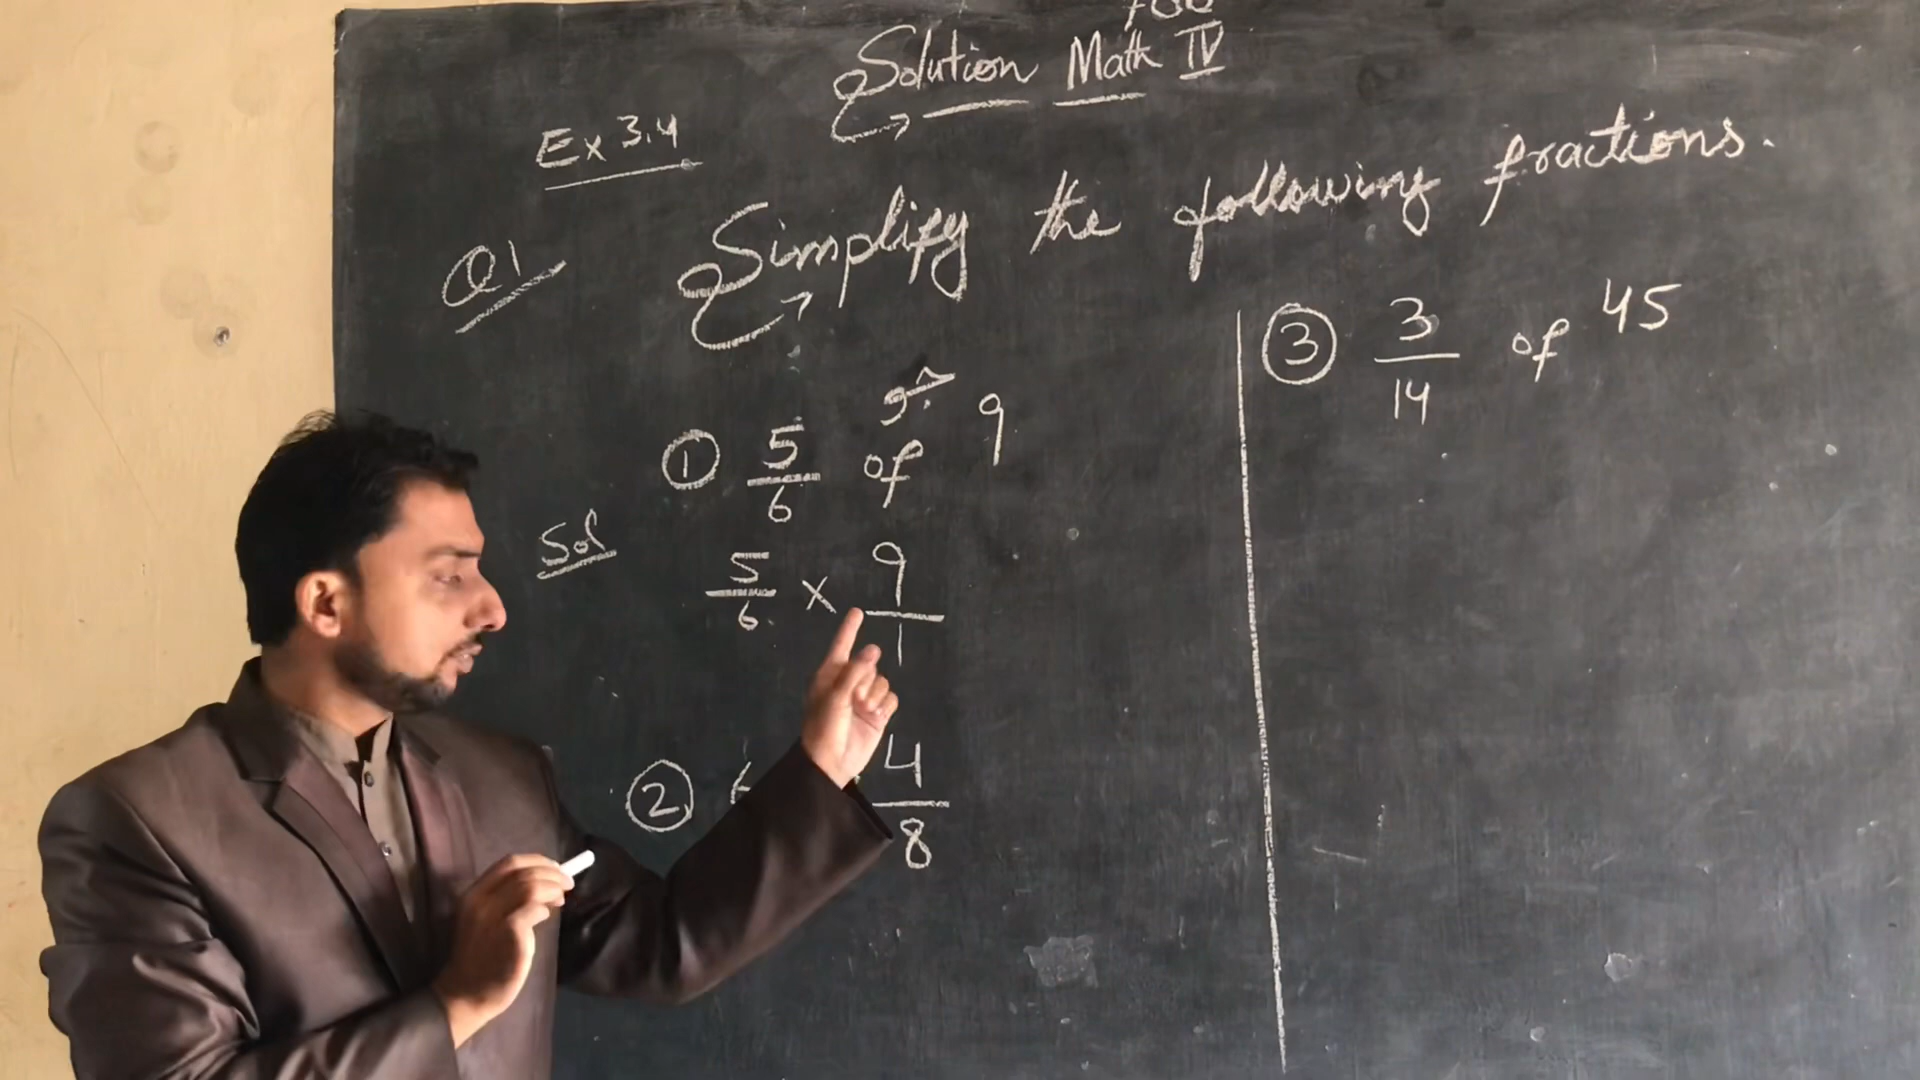 Solution Math IV
Ex 3.4
Q1 Simplify the following fractions.
① 5/6 of 9
Sol
5/6 × 9/1
② 6 4/8
③ 3/14 of 45